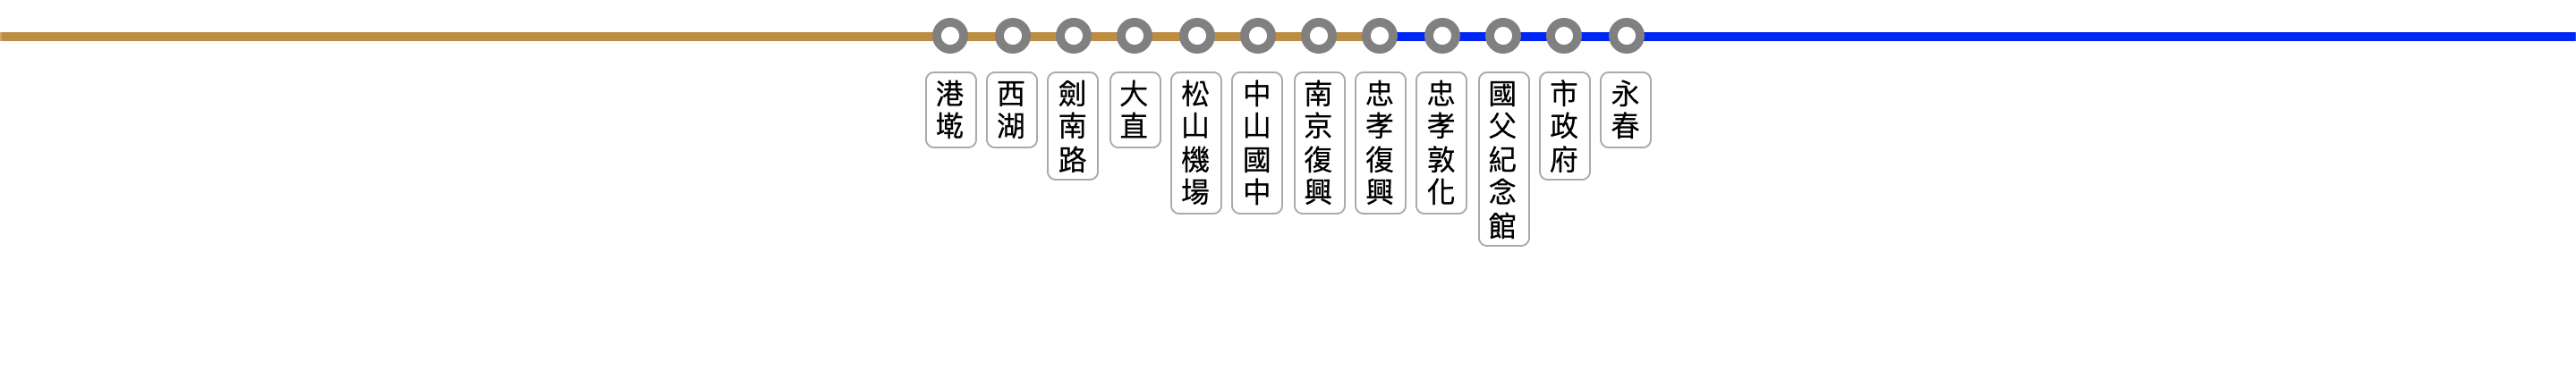 港墘
西湖
劍南路
大直
松山機場
中山國中
南京復興
忠孝復興
忠孝敦化
國父紀念館
市政府
永春